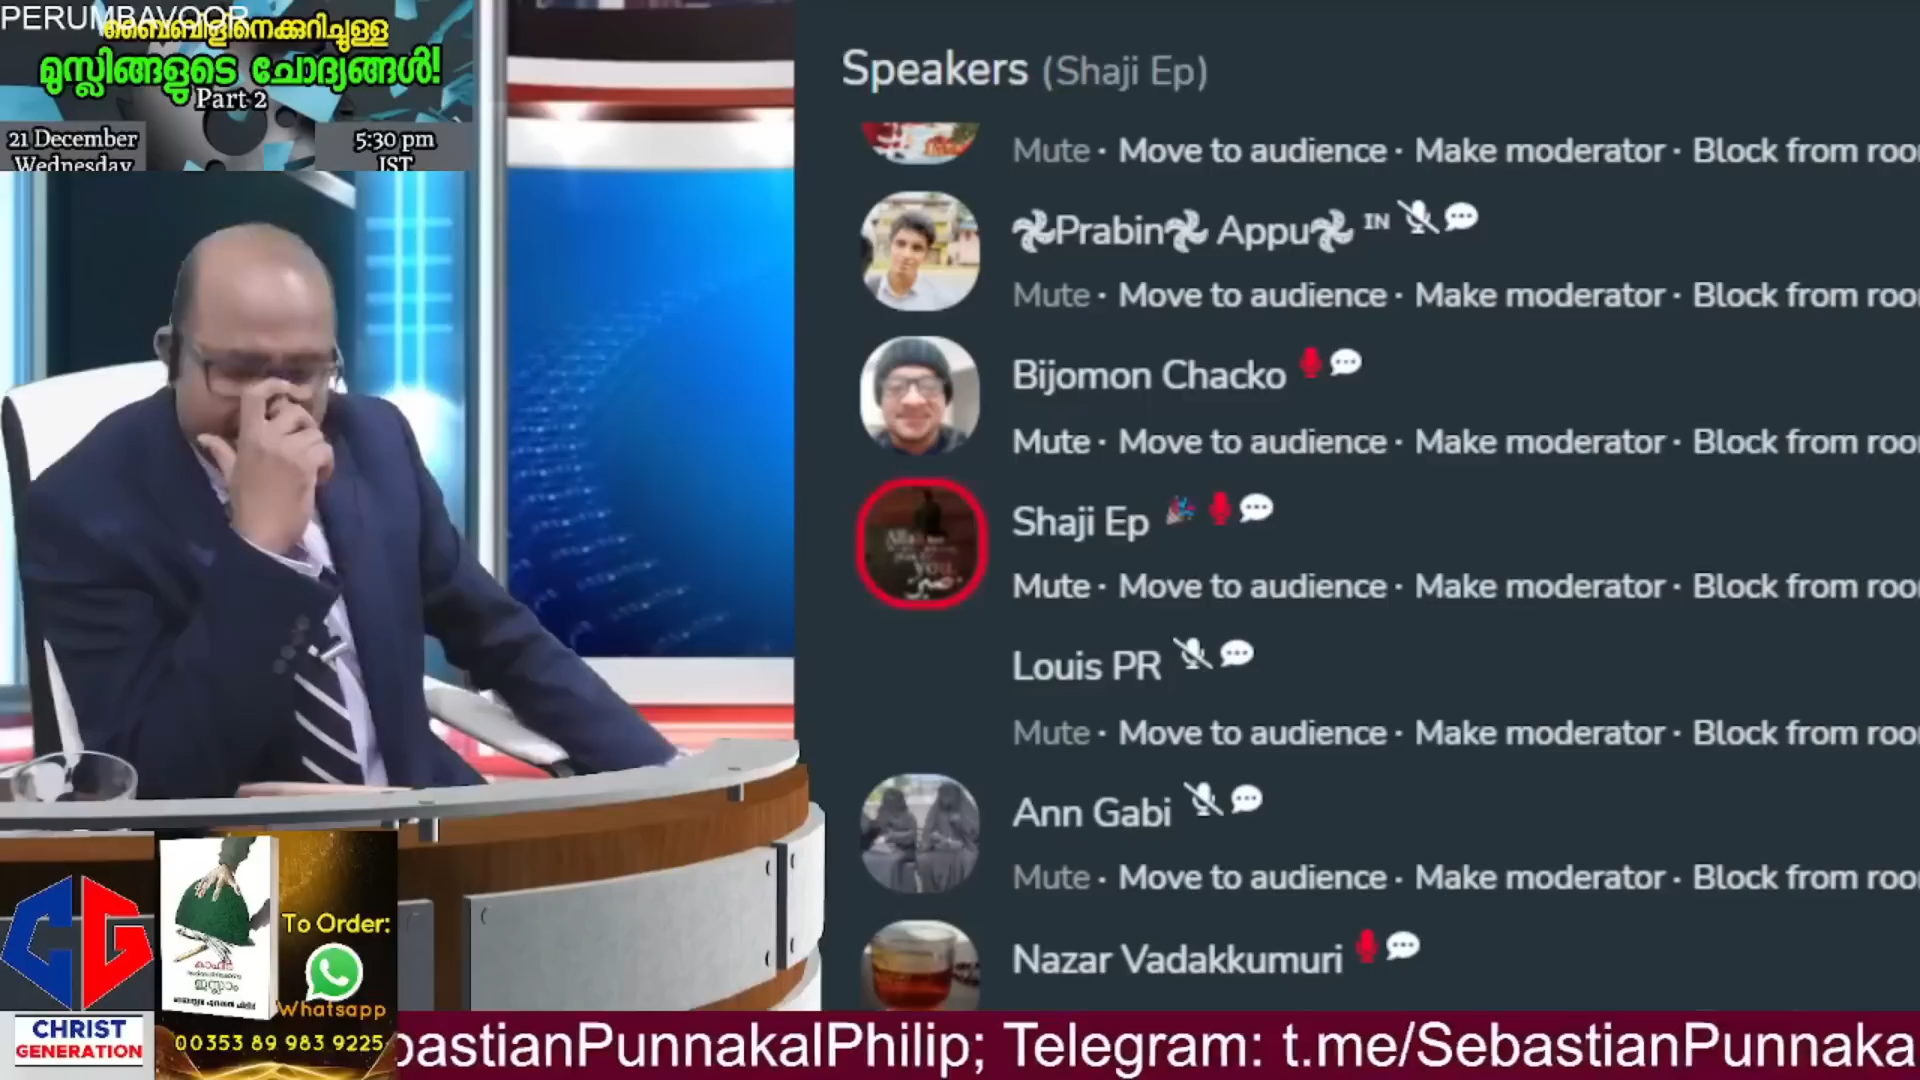 PERUMBAVOOR
ബൈബിളിനെക്കുറിച്ചുള്ള
മുസ്ലിങ്ങളുടെ ചോദ്യങ്ങൾ!
Part 2
21 December
Wednesday
5:30 pm
IST
Speakers (Shaji Ep)
Mute · Move to audience · Make moderator · Block from roo
Prabin Appu IN
Mute · Move to audience · Make moderator · Block from roo
Bijomon Chacko
Mute · Move to audience · Make moderator · Block from roo
Shaji Ep
Mute · Move to audience · Make moderator · Block from roo
Louis PR
Mute · Move to audience · Make moderator · Block from roo
Ann Gabi
Mute · Move to audience · Make moderator · Block from roo
Nazar Vadakkumuri
CG
CHRIST
GENERATION
ഇസ്ലാം
To Order:
Whatsapp
00353 89 983 9225
bastianPunnakalPhilip; Telegram: t.me/SebastianPunnaka